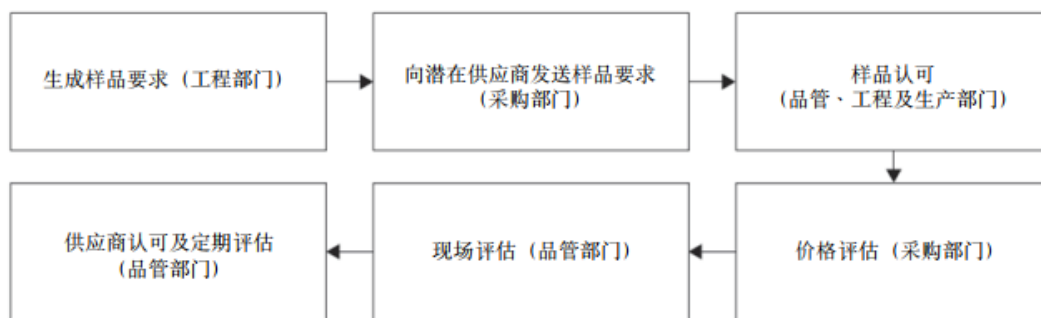 生成样品要求（工程部门）
向潜在供应商发送样品要求
（采购部门）
样品认可
（品管、工程及生产部门）
供应商认可及定期评估
（品管部门）
现场评估（品管部门）
价格评估（采购部门）